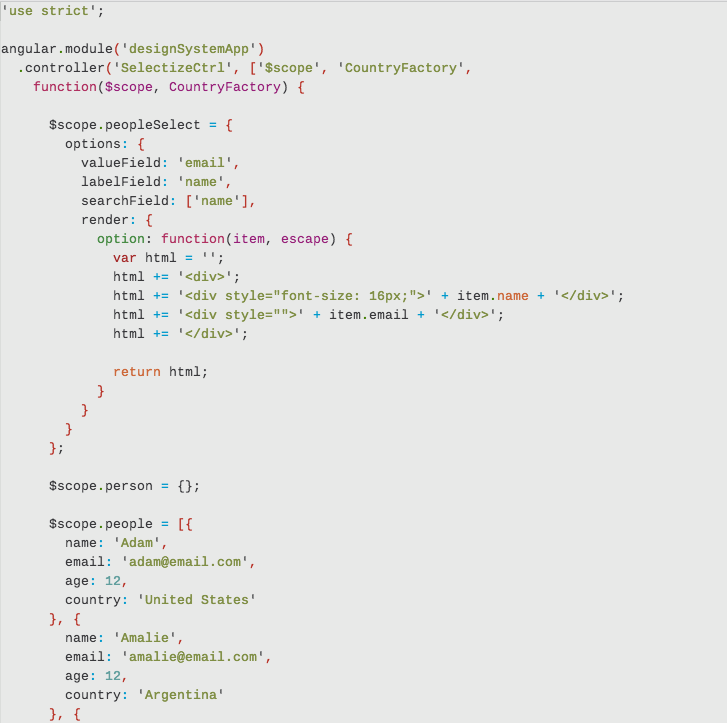 'use strict';
angular.module('designSystemApp')
.controller('SelectizeCtrl', ['$scope', 'CountryFactory',
function($scope, CountryFactory) {
$scope.peopleSelect = {
options: {
valueField: 'email',
labelField: 'name',
searchField: ['name'],
render: {
option: function(item, escape) {
var html = '';
html += '<div>';
html += '<div style="font-size: 16px;">' + item.name + '</div>';
html += '<div style="">' + item.email + '</div>';
html += '</div>';
return html;
}
}
}
};
$scope.person = {};
$scope.people = [{
name: 'Adam',
email: 'adam@email.com',
age: 12,
country: 'United States'
}, {
name: 'Amalie',
email: 'amalie@email.com',
age: 12,
country: 'Argentina'
}, {